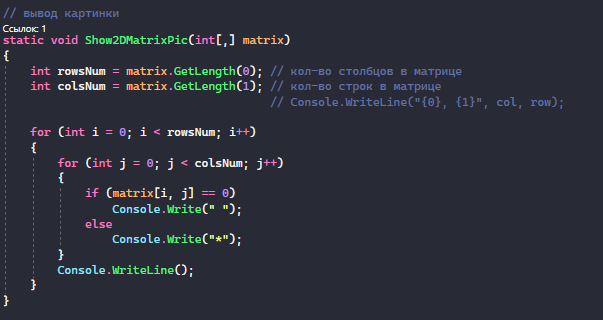 // вывод картинки
Ссылок: 1
static void Show2DMatrixPic(int[,] matrix)
{
    int rowsNum = matrix.GetLength(0); // кол-во столбцов в матрице
    int colsNum = matrix.GetLength(1); // кол-во строк в матрице
                                       // Console.WriteLine("{0}, {1}", col, row);

    for (int i = 0; i < rowsNum; i++)
    {
        for (int j = 0; j < colsNum; j++)
        {
            if (matrix[i, j] == 0)
                Console.Write(" ");
            else
                Console.Write("*");
        }
        Console.WriteLine();
    }
}